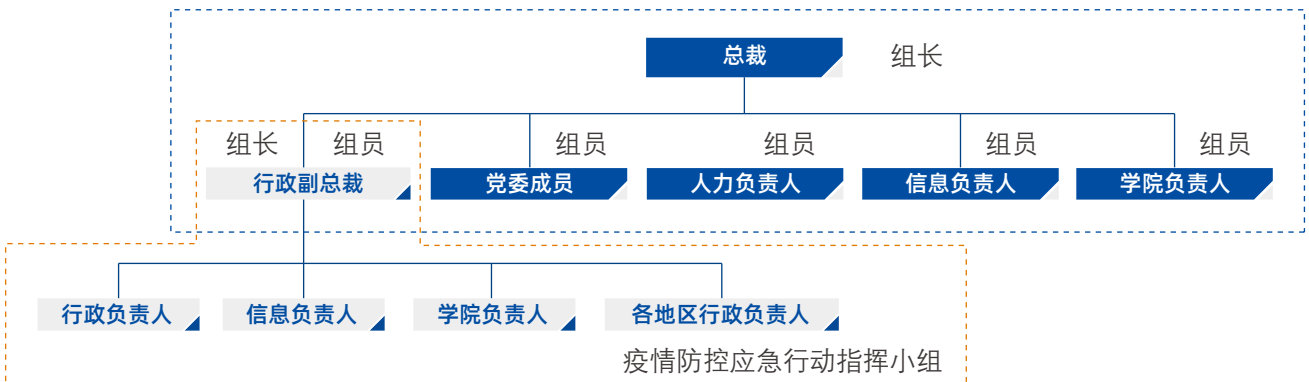 总裁
组长
组长
组员
组员
组员
组员
组员
行政副总裁
党委成员
人力负责人
信息负责人
学院负责人
行政负责人
信息负责人
学院负责人
各地区行政负责人
疫情防控应急行动指挥小组